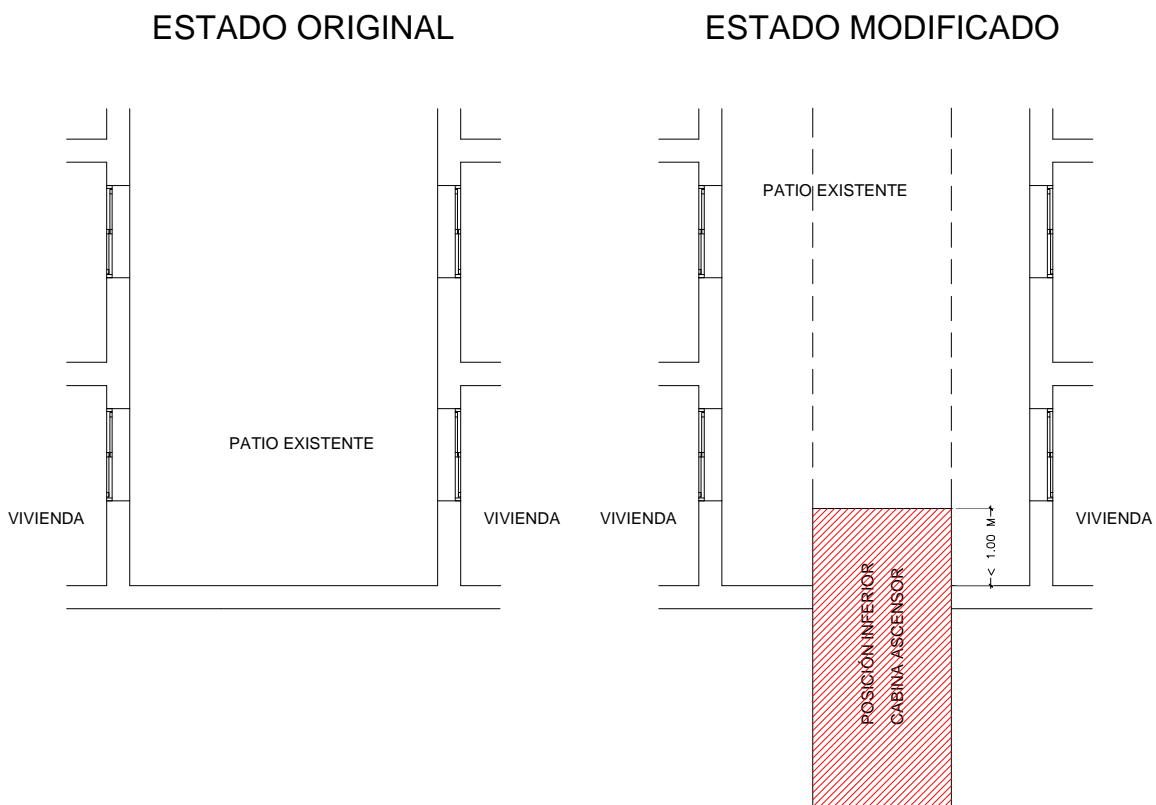 ESTADO ORIGINAL
ESTADO MODIFICADO
PATIO EXISTENTE
PATIO EXISTENTE
VIVIENDA
VIVIENDA
VIVIENDA
VIVIENDA
< 1.00 M
POSICIÓN INFERIOR
CABINA ASCENSOR